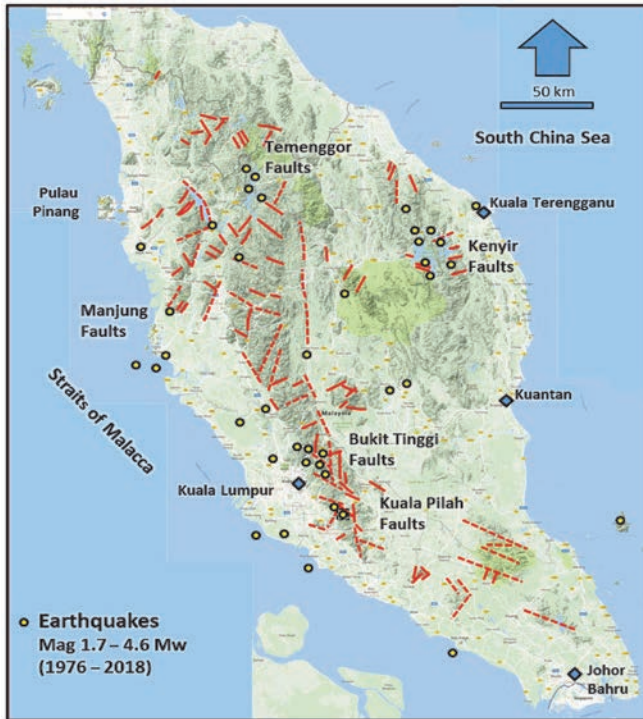 50 km
South China Sea
Temenggor
Faults
Pulau
Pinang
Kuala Terengganu
Kenyir
Faults
Manjung
Faults
Straits of Malacca
Kuantan
Malaysia
Bukit Tinggi
Faults
Kuala Lumpur
Kuala Pilah
Faults
Earthquakes
Mag 1.7 – 4.6 Mw
(1976 – 2018)
Johor
Bahru